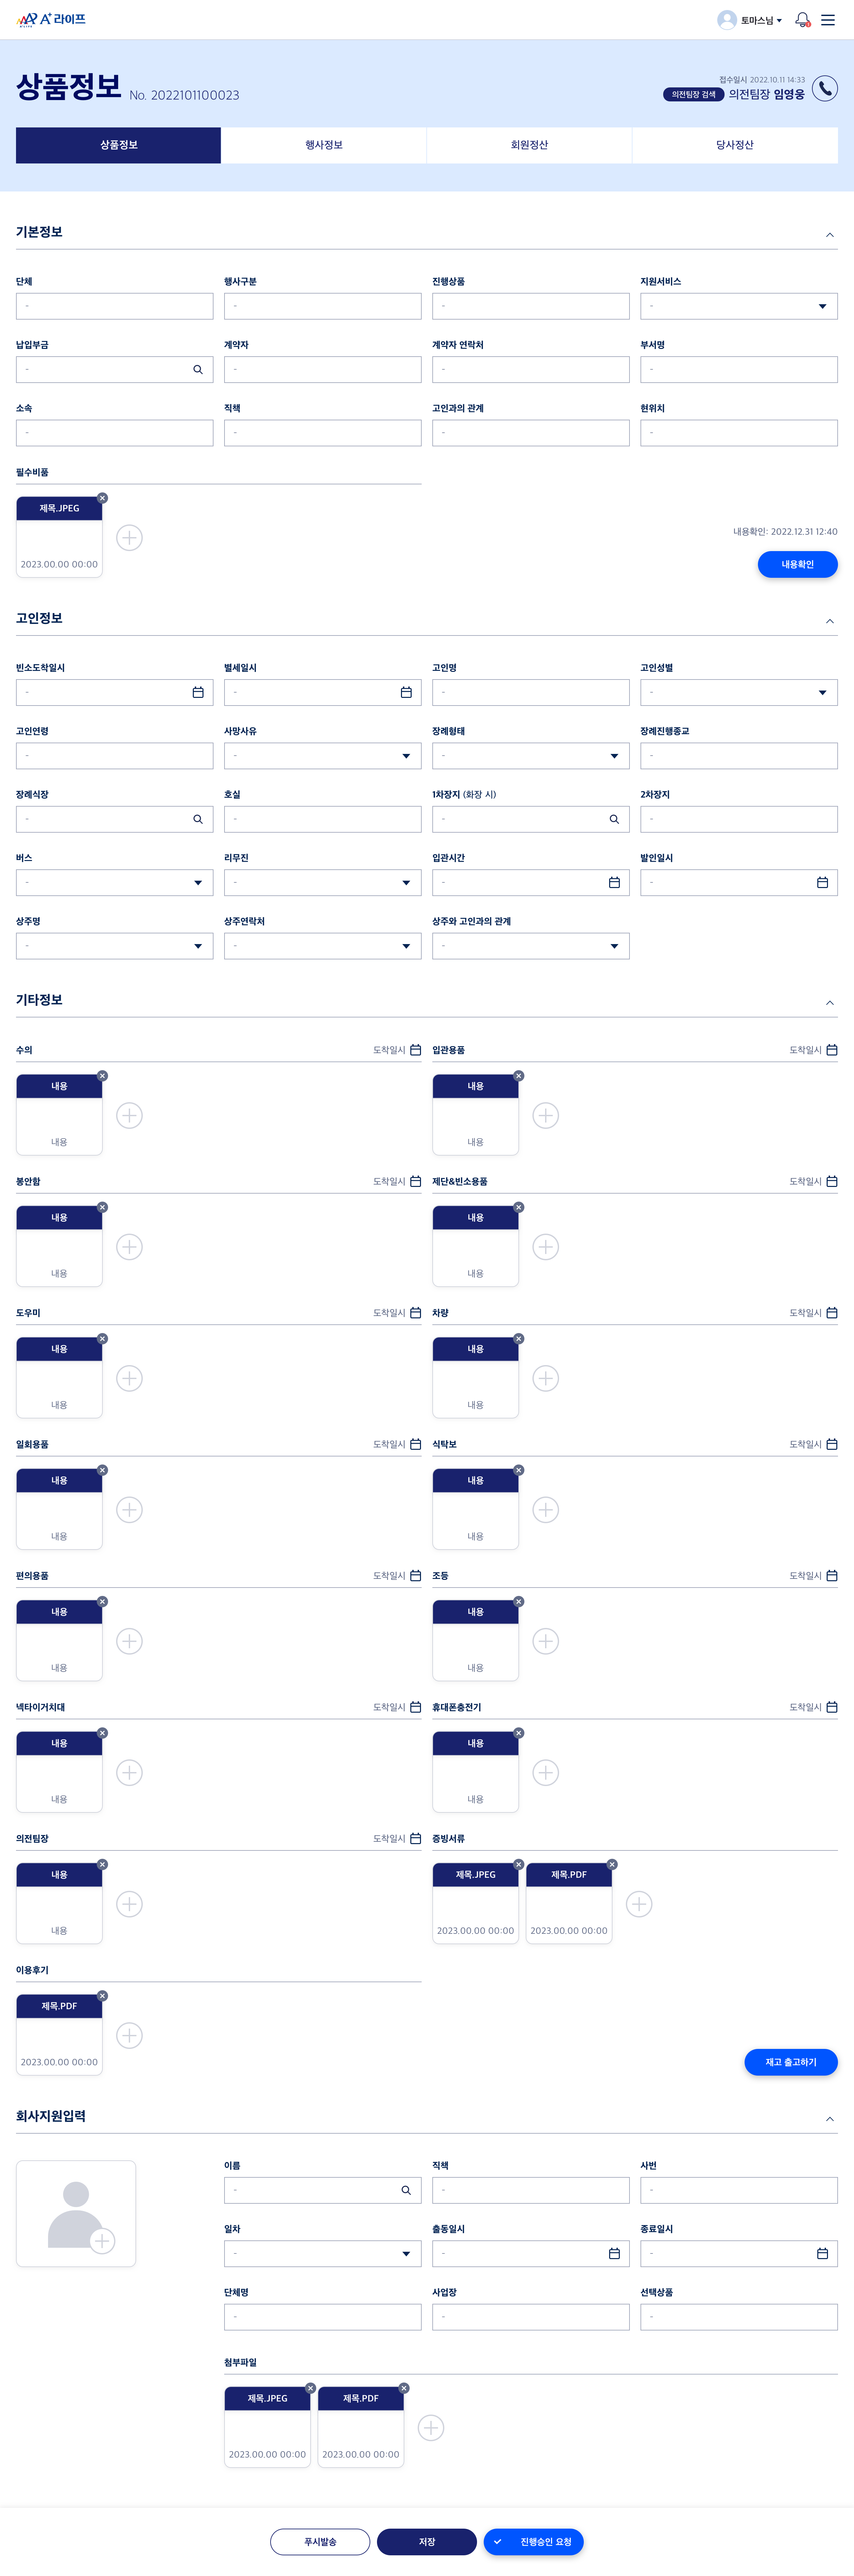 A+ 라이프
토마스님
상품정보 No. 2022101100023
접수일시 2022.10.11 14:33
의전팀장 검색 의전팀장 임영웅
상품정보 행사정보 회원정산 당사정산
기본정보
단체 행사구분 진행상품 지원서비스
- - - -
납입부금 계약자 계약자 연락처 부서명
- - - -
소속 직책 고인과의 관계 현위치
- - - -
필수비품
제목.JPEG
2023.00.00 00:00
내용확인: 2022.12.31 12:40
내용확인
고인정보
빈소도착일시 별세일시 고인명 고인성별
- - - -
고인연령 사망사유 장례형태 장례진행종교
- - - -
장례식장 호실 1차장지 (화장 시) 2차장지
- - - -
버스 리무진 입관시간 발인일시
- - - -
상주명 상주연락처 상주와 고인과의 관계
- - -
기타정보
수의 도착일시 입관용품 도착일시
내용 내용
내용 내용
봉안함 도착일시 제단&빈소용품 도착일시
내용 내용
내용 내용
도우미 도착일시 차량 도착일시
내용 내용
내용 내용
일회용품 도착일시 식탁보 도착일시
내용 내용
내용 내용
편의용품 도착일시 조등 도착일시
내용 내용
내용 내용
넥타이거치대 도착일시 휴대폰충전기 도착일시
내용 내용
내용 내용
의전팀장 도착일시 증빙서류
내용 제목.JPEG 제목.PDF
내용 2023.00.00 00:00 2023.00.00 00:00
이용후기
제목.PDF
2023.00.00 00:00
재고 출고하기
회사지원입력
이름 직책 사번
- - -
일차 출동일시 종료일시
- - -
단체명 사업장 선택상품
- - -
첨부파일
제목.JPEG 제목.PDF
2023.00.00 00:00 2023.00.00 00:00
푸시발송 저장 진행승인 요청